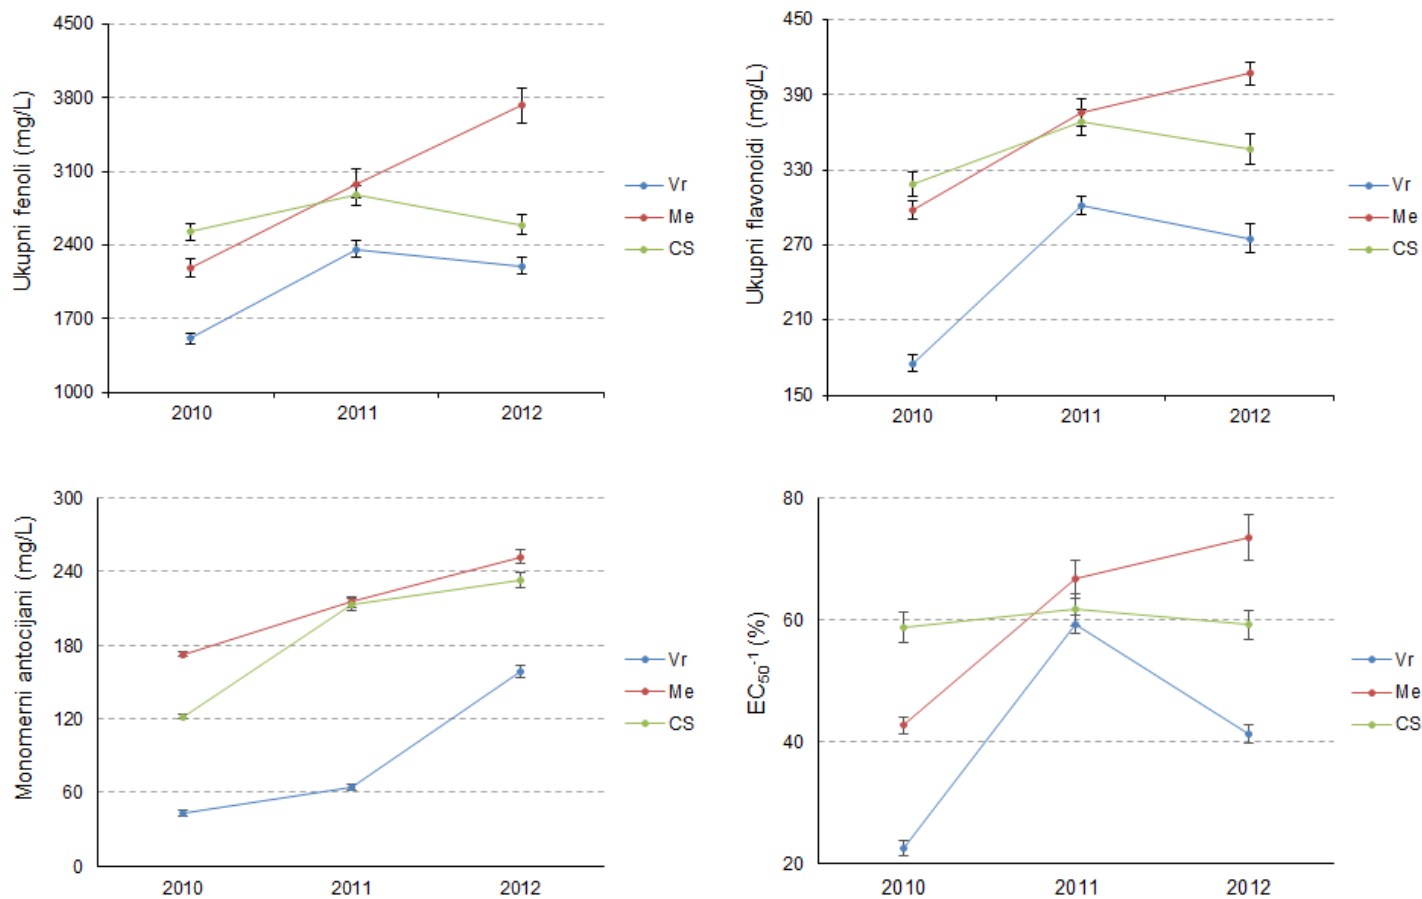 Ukupni fenoli (mg/L)
4500
3800
3100
2400
1700
1000
2010 2011 2012
Vr
Me
CS
Ukupni flavonoidi (mg/L)
450
390
330
270
210
150
2010 2011 2012
Vr
Me
CS
Monomerni antocijani (mg/L)
300
240
180
120
60
0
2010 2011 2012
Vr
Me
CS
EC₅₀⁻¹ (%)
80
60
40
20
2010 2011 2012
Vr
Me
CS